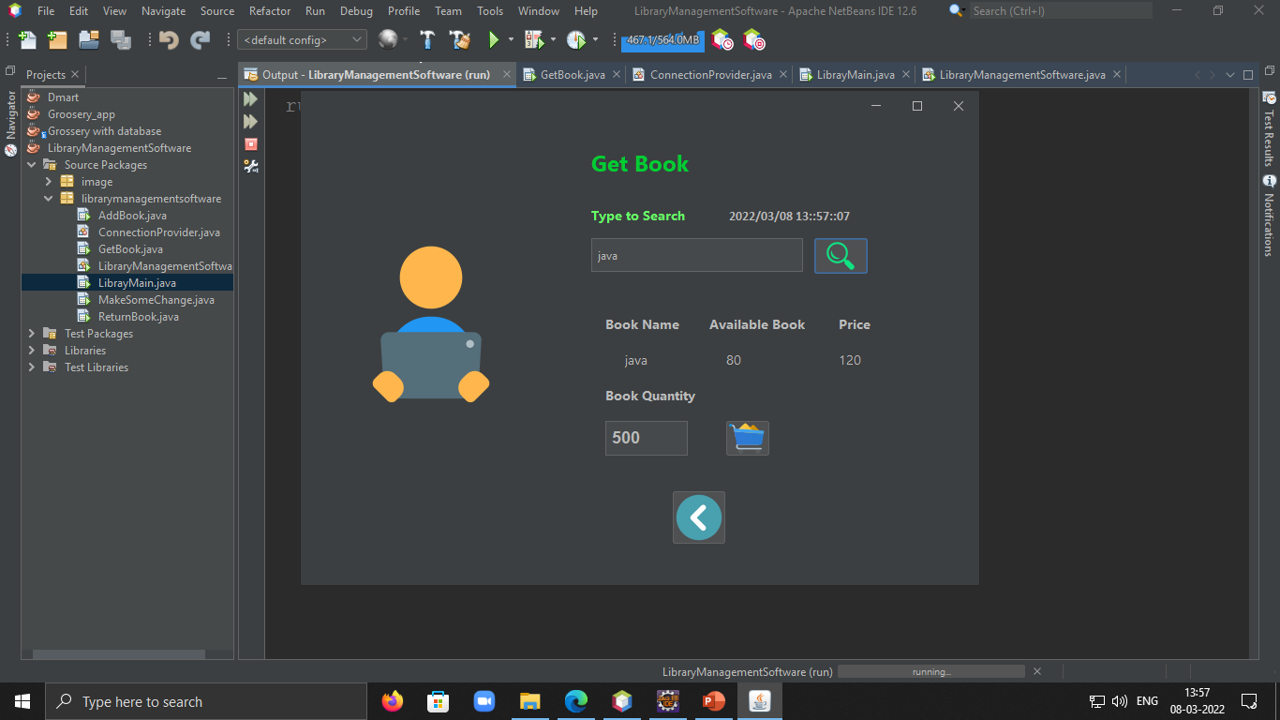 File Edit View Navigate Source Refactor Run Debug Profile Team Tools Window Help LibraryManagementSoftware - Apache NetBeans IDE 12.6 Search (Ctrl+I)
<default config> 467.1/564.0MB
Projects Output - LibraryManagementSoftware (run) GetBook.java ConnectionProvider.java LibrayMain.java LibraryManagementSoftware.java
Navigator
Dmart
Groosery_app
Grossery with database
LibraryManagementSoftware
Source Packages
image
librarymanagementsoftware
AddBook.java
ConnectionProvider.java
GetBook.java
LibraryManagementSoftwa
LibrayMain.java
MakeSomeChange.java
ReturnBook.java
Test Packages
Libraries
Test Libraries
Get Book
Type to Search 2022/03/08 13::57::07
java
Book Name Available Book Price
java 80 120
Book Quantity
500
Test Results
Notifications
LibraryManagementSoftware (run) running...
Type here to search
ENG 13:57
08-03-2022